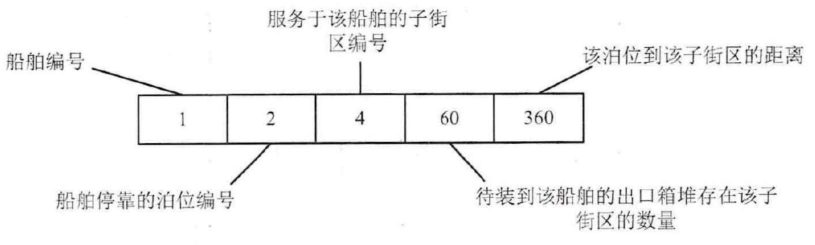 服务于该船舶的子街
区编号
船舶编号
该泊位到该子街区的距离
1 2 4 60 360
船舶停靠的泊位编号
待装到该船舶的出口箱堆存在该子
街区的数量